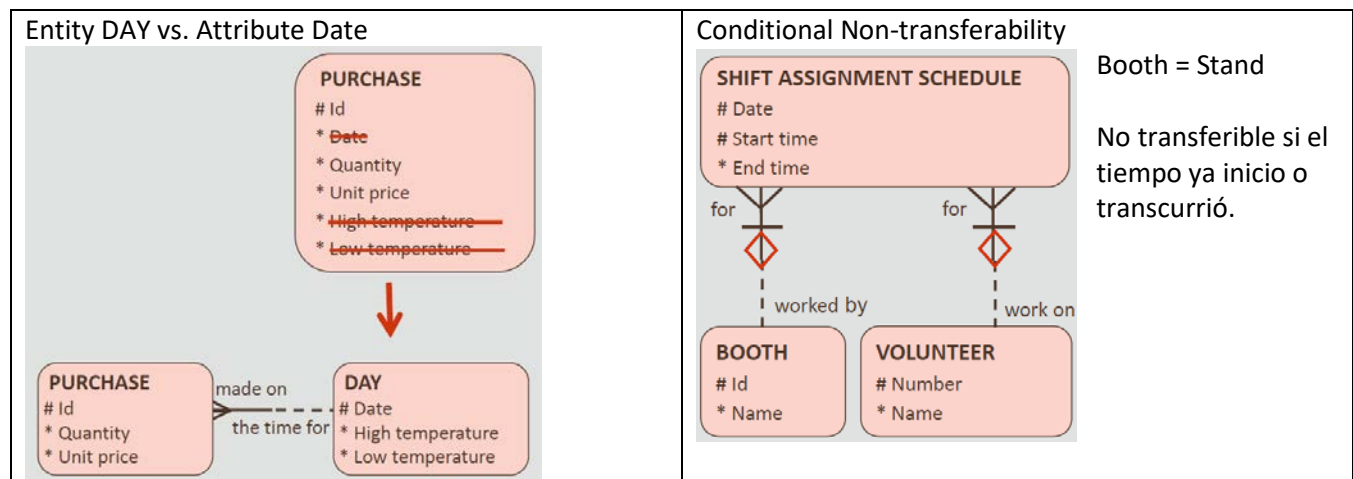 Entity DAY vs. Attribute Date
PURCHASE
# Id
* Date
* Quantity
* Unit price
* High temperature
* Low temperature
PURCHASE
# Id
* Quantity
* Unit price
made on
the time for
DAY
# Date
* High temperature
* Low temperature
Conditional Non-transferability
SHIFT ASSIGNMENT SCHEDULE
# Date
# Start time
* End time
for
for
worked by
work on
BOOTH
# Id
* Name
VOLUNTEER
# Number
* Name
Booth = Stand
No transferible si el
tiempo ya inicio o
transcurrió.